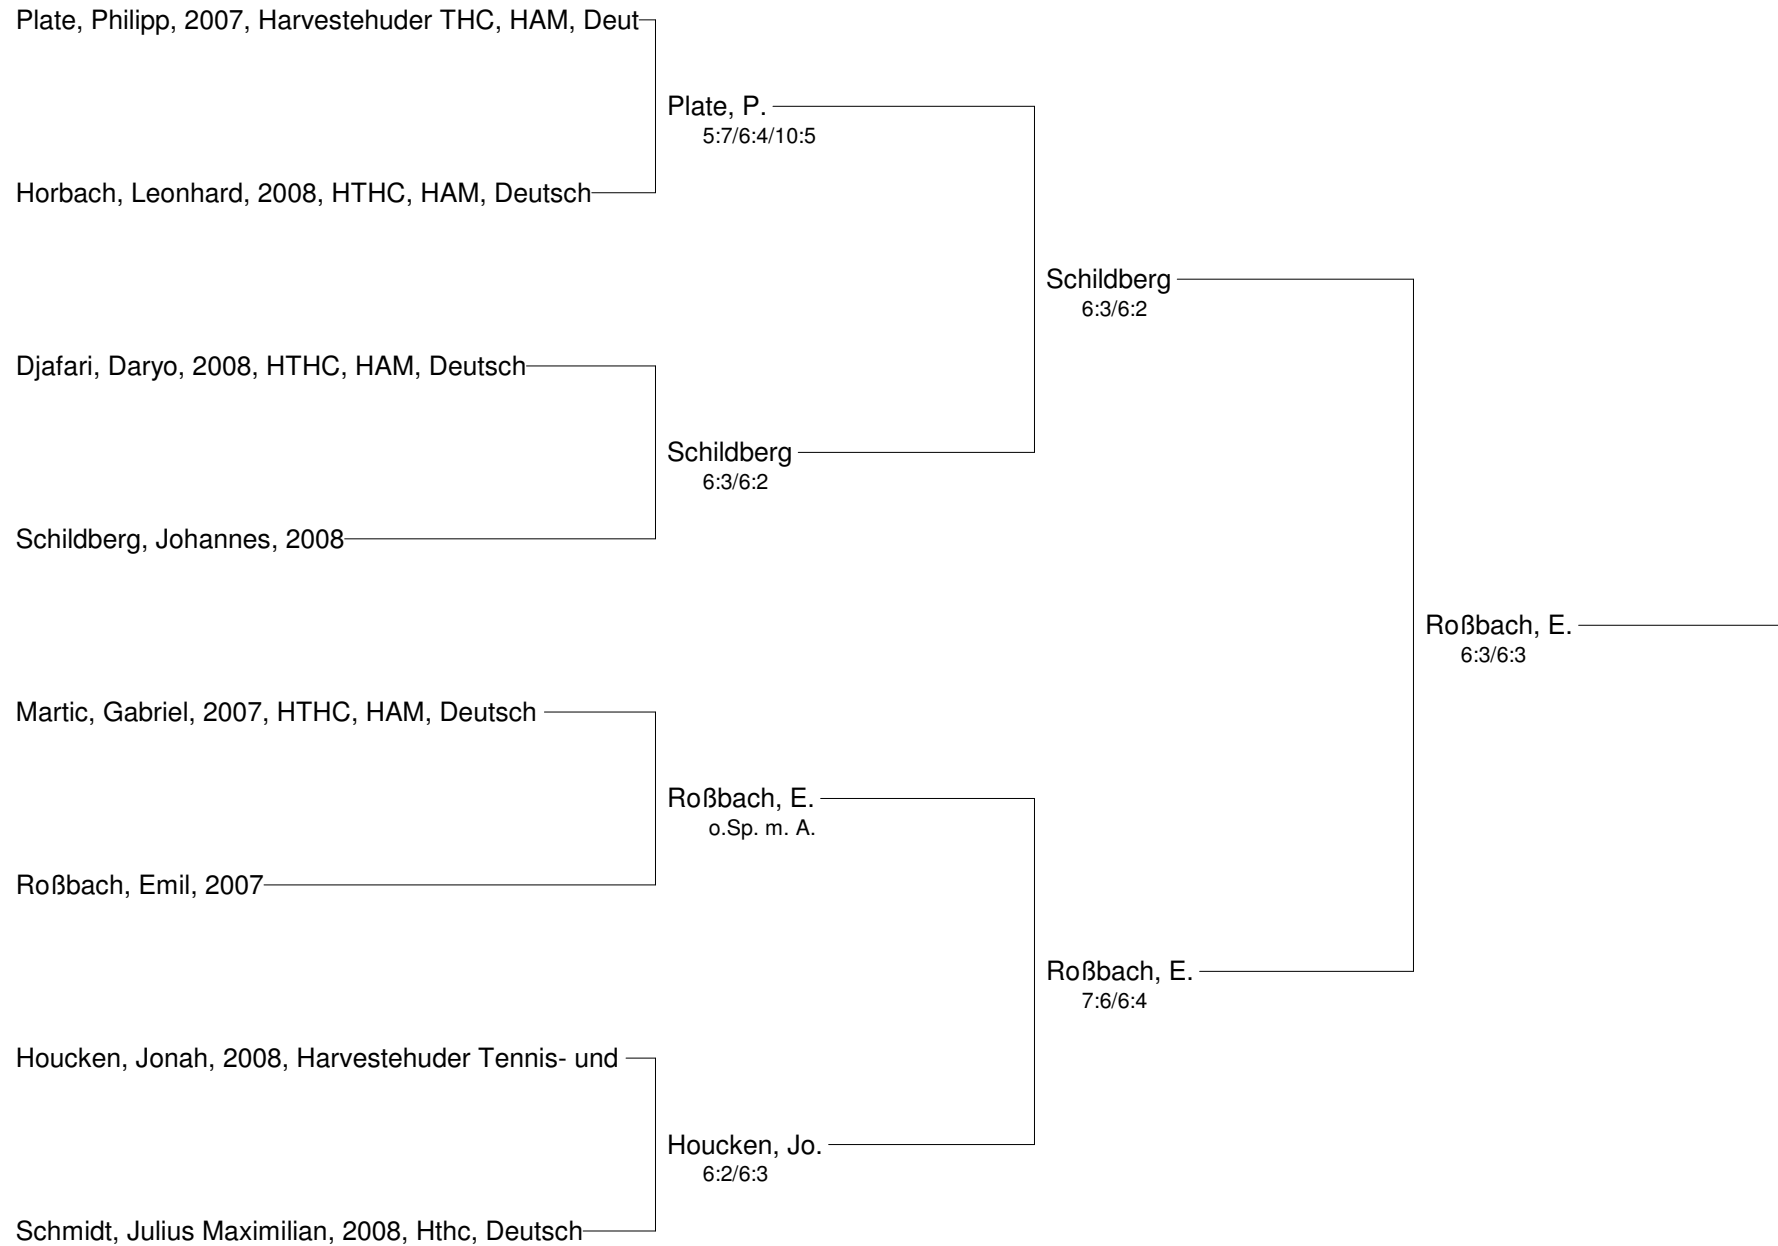 Plate, Philipp, 2007, Harvestehuder THC, HAM, Deut
Plate, P.
5:7/6:4/10:5
Horbach, Leonhard, 2008, HTHC, HAM, Deutsch
Schildberg
6:3/6:2
Djafari, Daryo, 2008, HTHC, HAM, Deutsch
Schildberg
6:3/6:2
Schildberg, Johannes, 2008
Roßbach, E.
6:3/6:3
Martic, Gabriel, 2007, HTHC, HAM, Deutsch
Roßbach, E.
o.Sp. m. A.
Roßbach, Emil, 2007
Roßbach, E.
7:6/6:4
Houcken, Jonah, 2008, Harvestehuder Tennis- und
Houcken, Jo.
6:2/6:3
Schmidt, Julius Maximilian, 2008, Hthc, Deutsch